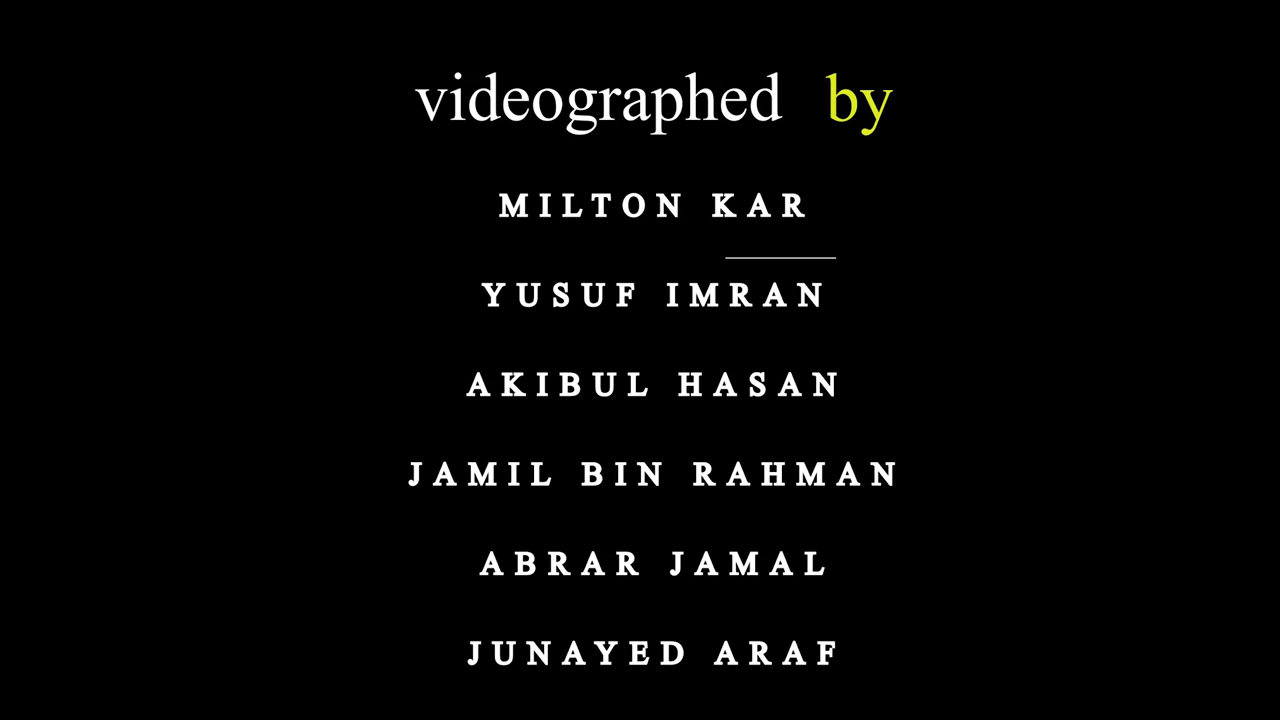 videographed by
MILTON KAR
YUSUF IMRAN
AKIBUL HASAN
JAMIL BIN RAHMAN
ABRAR JAMAL
JUNAYED ARAF